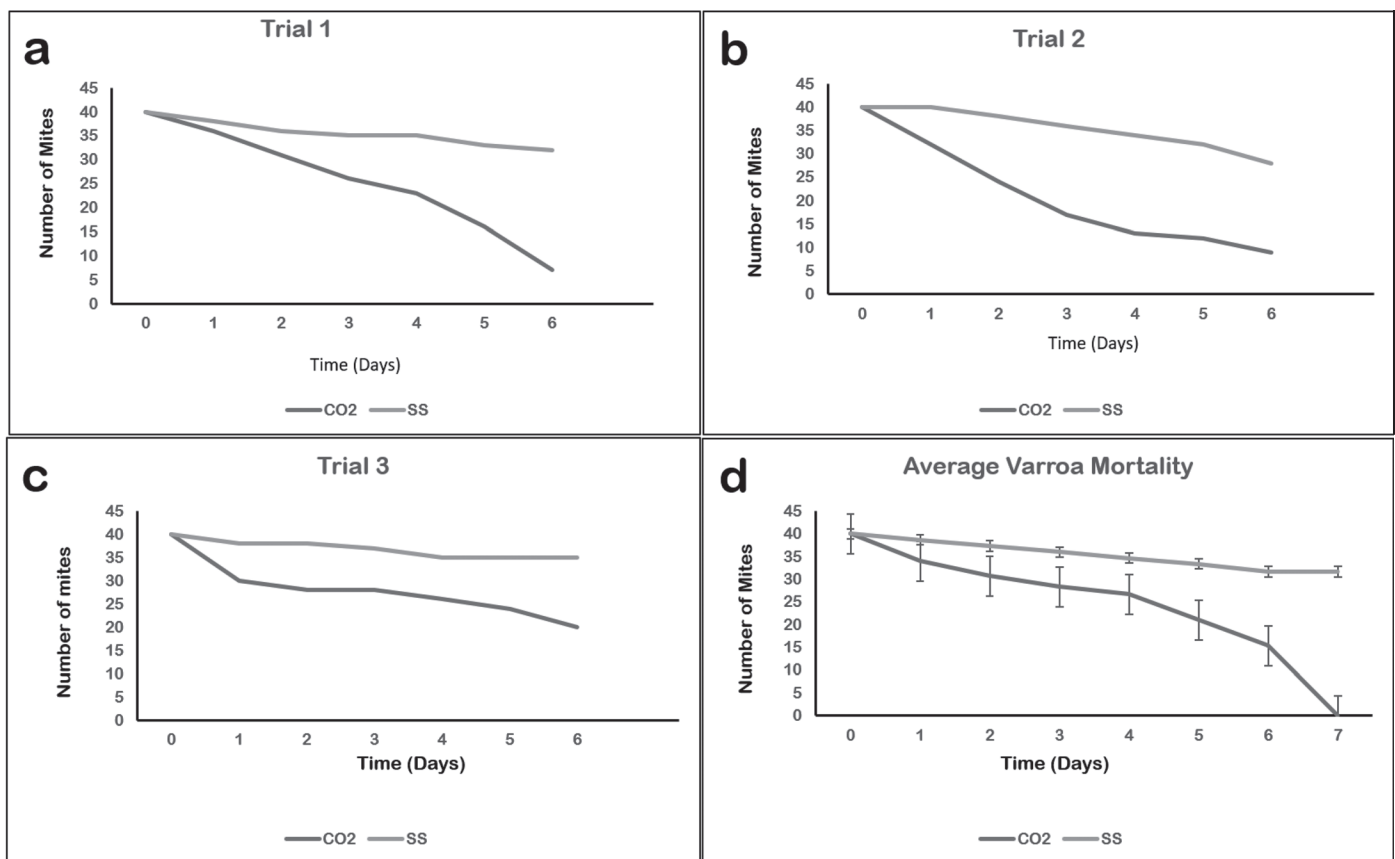 a
Trial 1
Number of Mites
45
40
35
30
25
20
15
10
5
0
0 1 2 3 4 5 6
Time (Days)
CO2 SS
b
Trial 2
Number of Mites
45
40
35
30
25
20
15
10
5
0
0 1 2 3 4 5 6
Time (Days)
CO2 SS
c
Trial 3
Number of mites
45
40
35
30
25
20
15
10
5
0
0 1 2 3 4 5 6
Time (Days)
CO2 SS
d
Average Varroa Mortality
Number of Mites
45
40
35
30
25
20
15
10
5
0
0 1 2 3 4 5 6 7
Time (Days)
CO2 SS